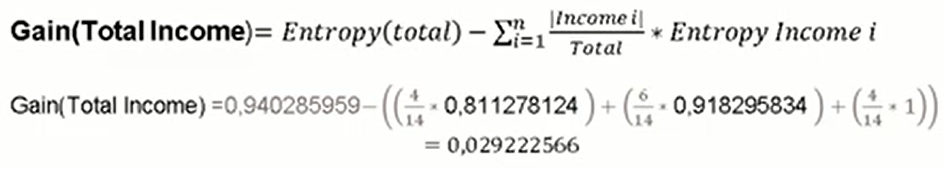 Gain(Total Income)= Entropy(total) − ∑ⁿᵢ₌₁ |Income i|/Total * Entropy Income i
Gain(Total Income) =0,940285959− ((4/14 * 0,811278124 ) + (6/14 * 0,918295834 ) + (4/14 * 1))
= 0,029222566